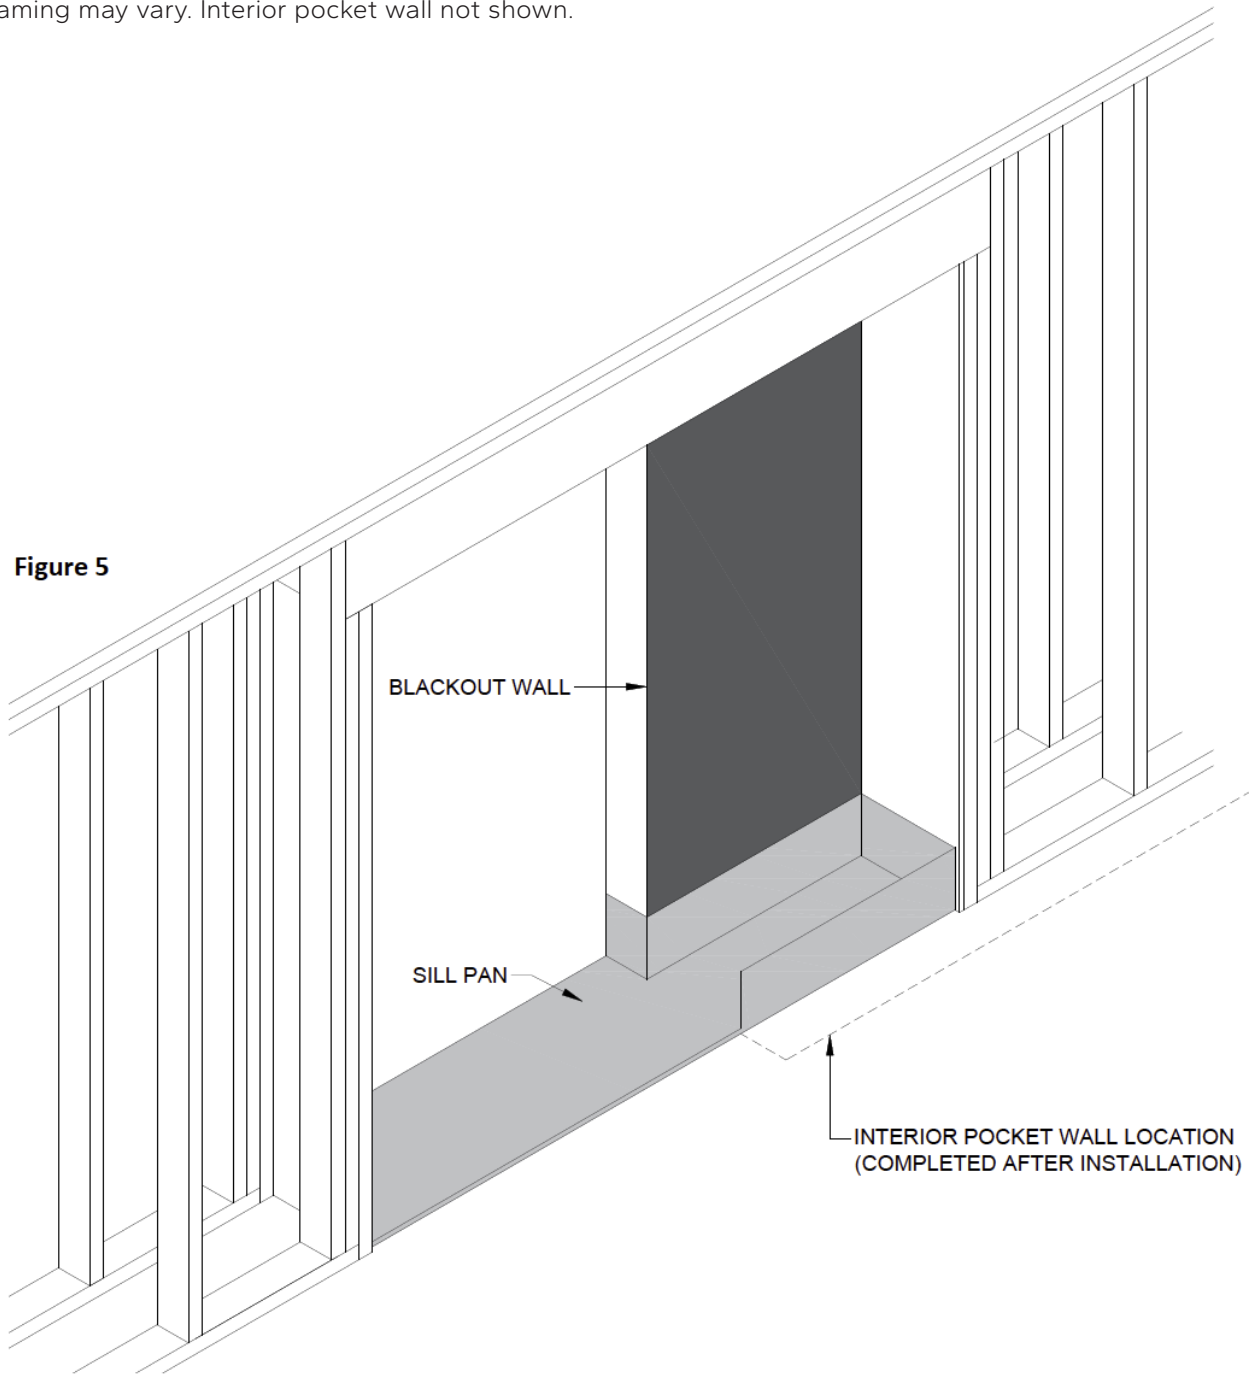 aming may vary. Interior pocket wall not shown.
Figure 5
BLACKOUT WALL
SILL PAN
INTERIOR POCKET WALL LOCATION
(COMPLETED AFTER INSTALLATION)